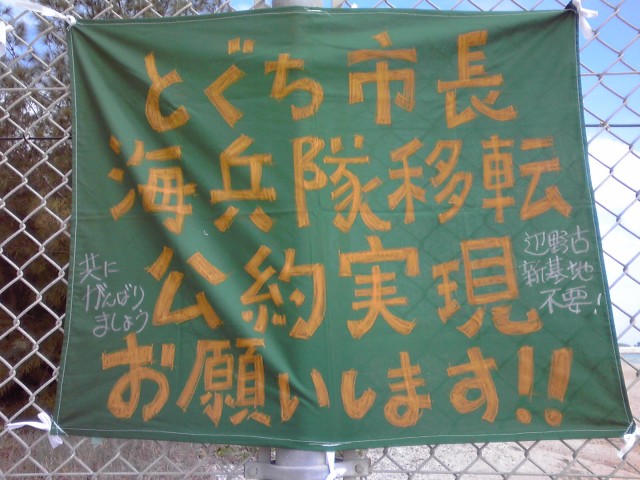 とぐち市長
海兵隊移転
公約実現
お願いします!!
共に
がんばり
ましょう
辺野古
新基地
不要!